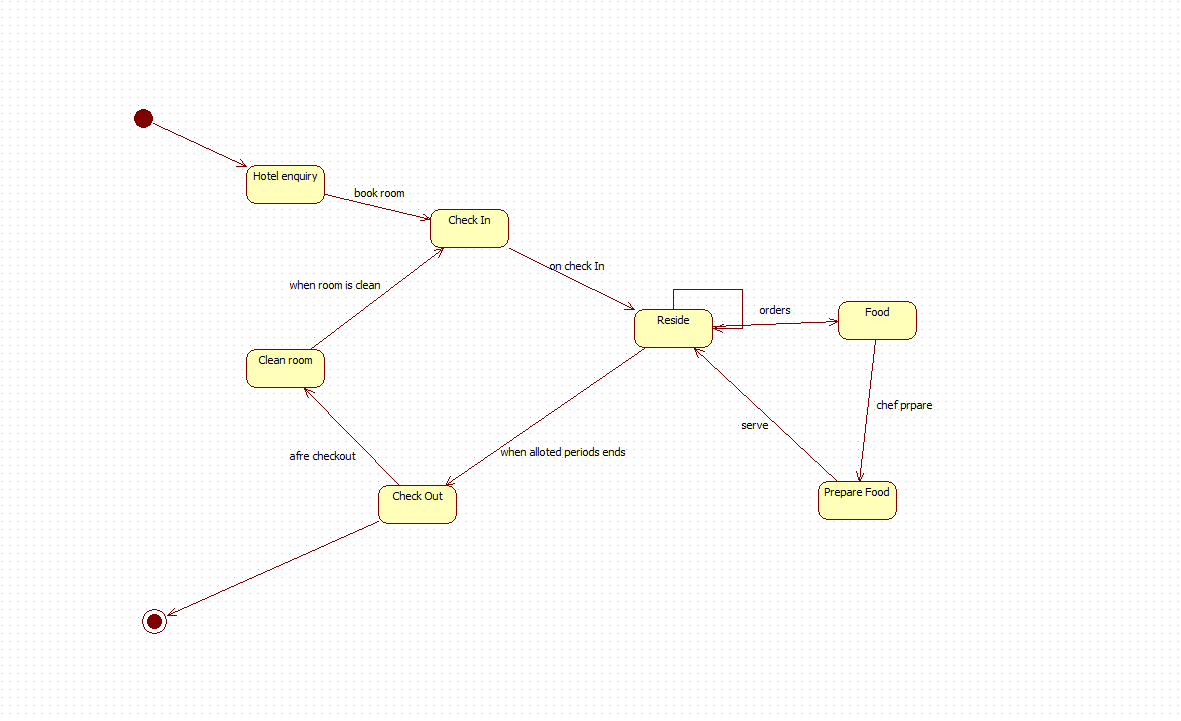 Hotel enquiry
book room
Check In
on check In
when room is clean
orders
Food
Reside
Clean room
chef prpare
serve
when alloted periods ends
afre checkout
Check Out
Prepare Food